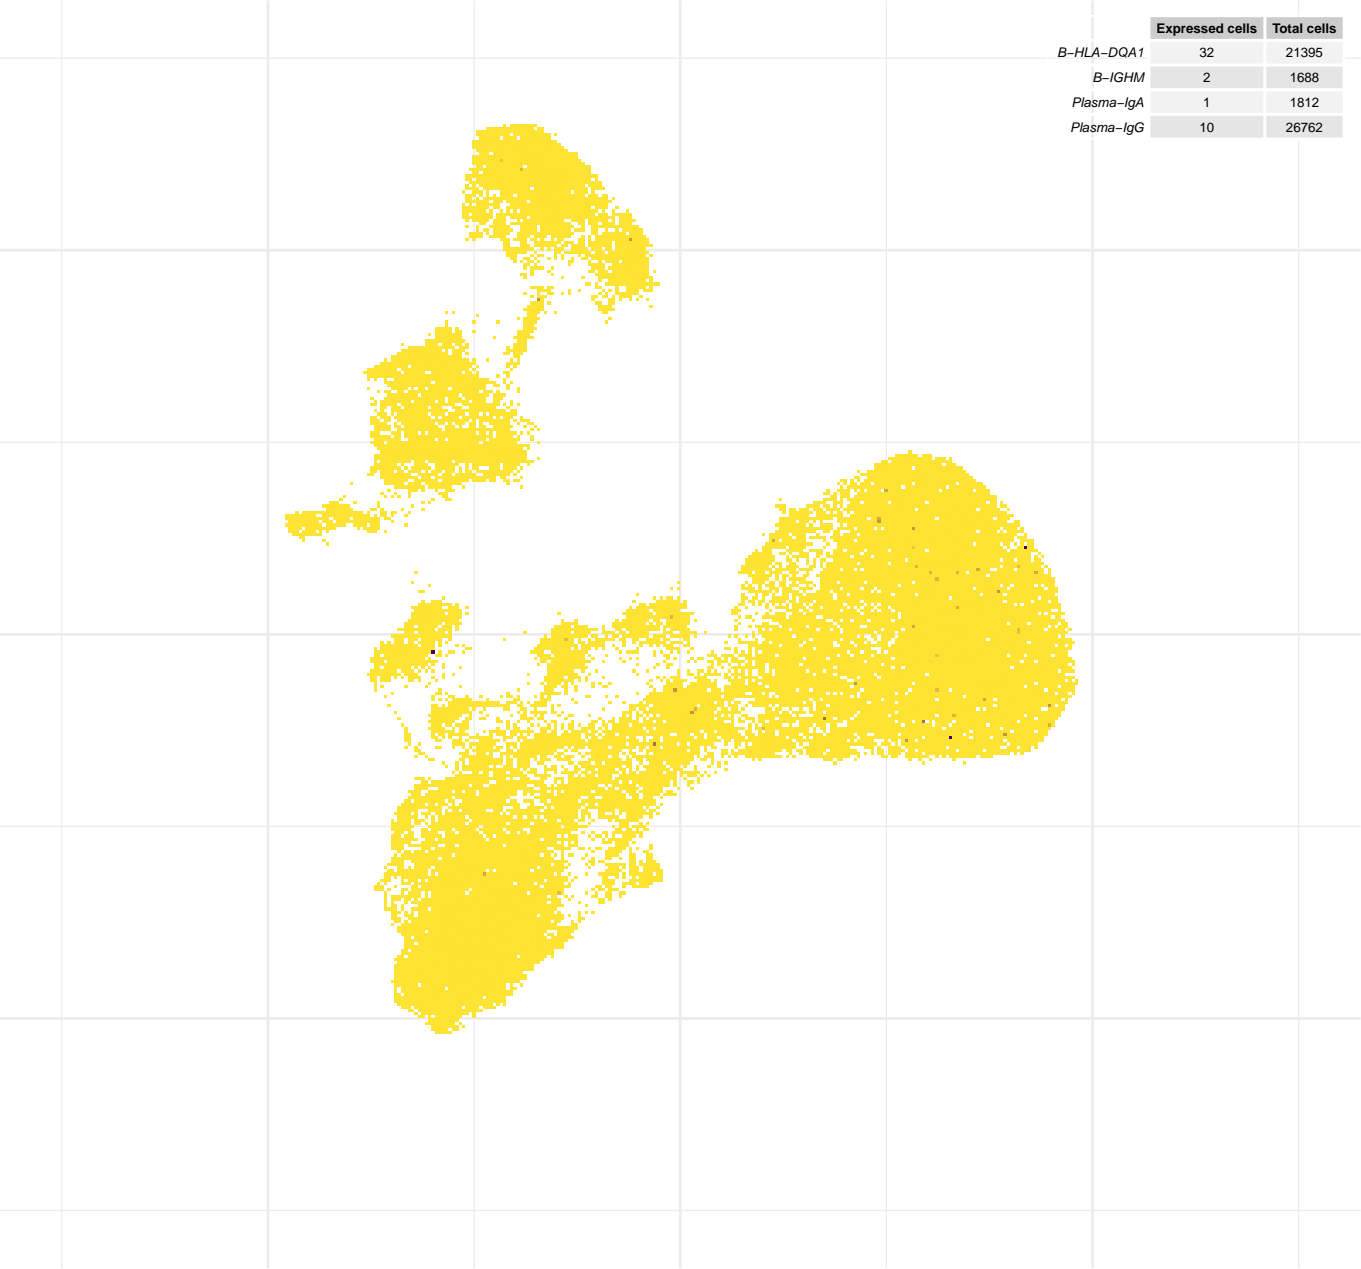 Expressed cells Total cells
B−HLA−DQA1 32 21395
B−IGHM 2 1688
Plasma−IgA 1 1812
Plasma−IgG 10 26762